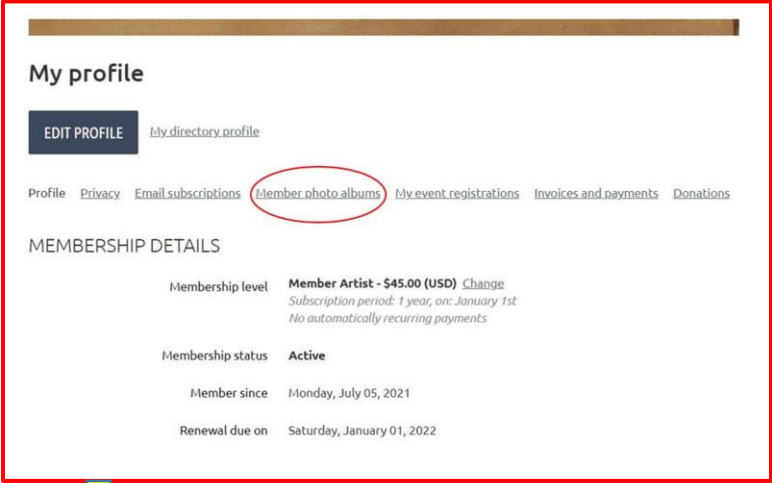 My profile
EDIT PROFILE My directory profile
Profile Privacy Email subscriptions Member photo albums My event registrations Invoices and payments Donations
MEMBERSHIP DETAILS
Membership level Member Artist - $45.00 (USD) Change
Subscription period: 1 year, on: January 1st
No automatically recurring payments
Membership status Active
Member since Monday, July 05, 2021
Renewal due on Saturday, January 01, 2022